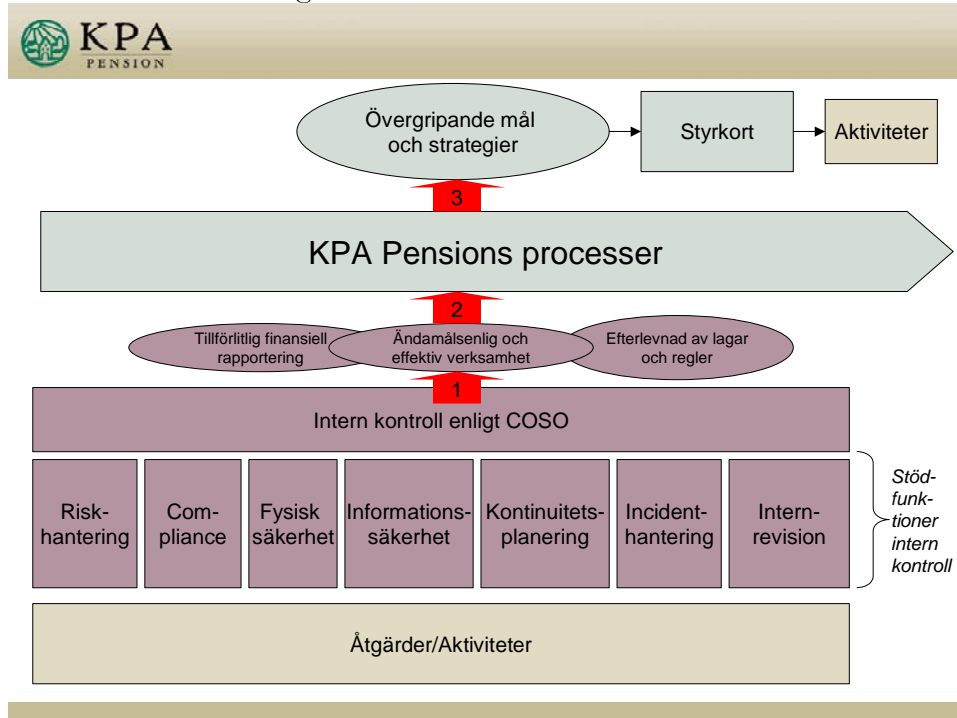 KPA
PENSION
Övergripande mål
och strategier
Styrkort
Aktiviteter
3
KPA Pensions processer
2
Tillförlitlig finansiell
rapportering
Ändamålsenlig och
effektiv verksamhet
Efterlevnad av lagar
och regler
1
Intern kontroll enligt COSO
Risk-
hantering
Com-
pliance
Fysisk
säkerhet
Informations-
säkerhet
Kontinuitets-
planering
Incident-
hantering
Intern-
revision
Stöd-
funk-
tioner
intern
kontroll
Åtgärder/Aktiviteter